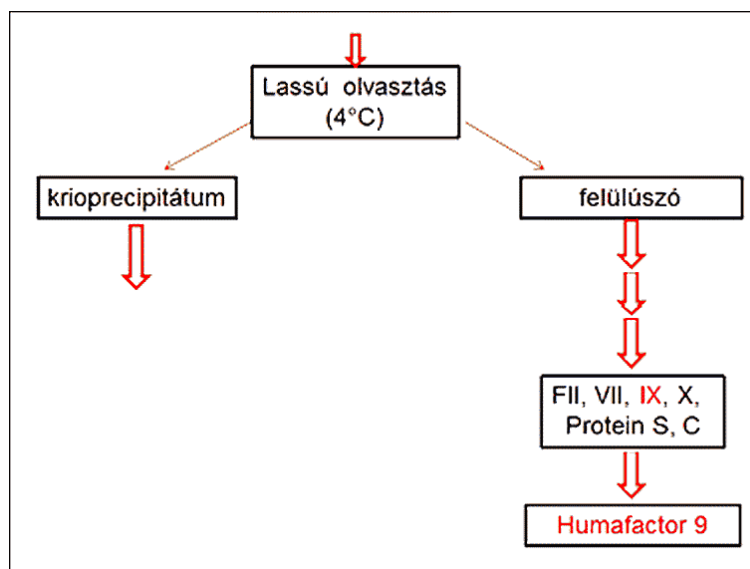 Lassú olvasztás
(4°C)
krioprecipitátum
felülúszó
FII, VII, IX, X,
Protein S, C
Humafactor 9